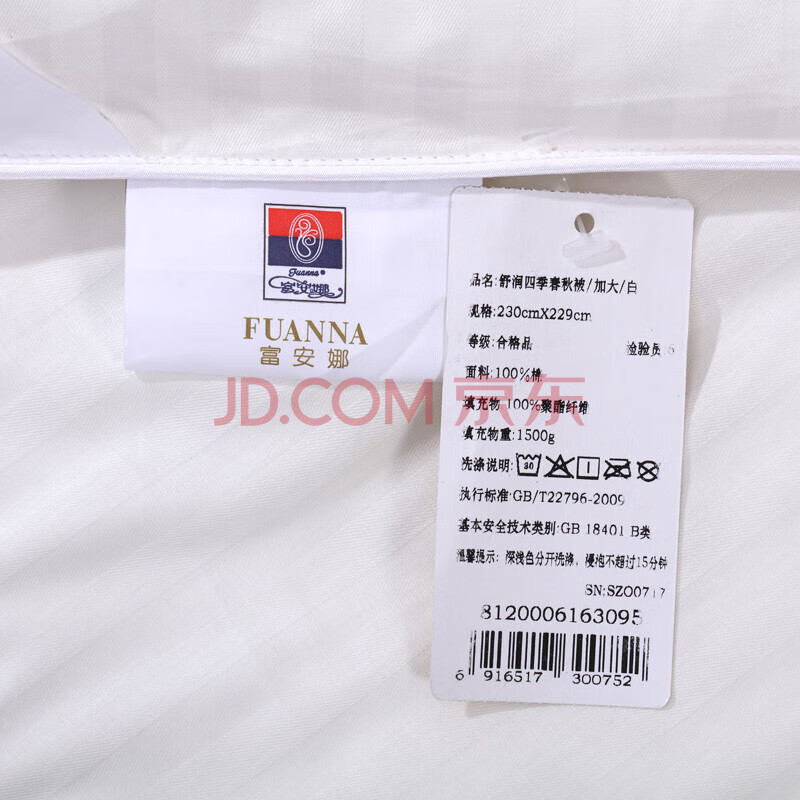 Fuanna®
富安娜
FUANNA
富安娜
JD.COM 京东
品名:舒润四季春秋被/加大/白
规格:230cmX229cm
等级:合格品 检验员:5
面料:100%棉
填充物 100%聚酯纤维
填充物重:1500g
洗涤说明: 30
执行标准:GB/T22796-2009
基本安全技术类别:GB 18401 B类
温馨提示: 深浅色分开洗涤, 浸泡不超过15分钟
SN:SZO0717
8120006163095
6 916517 300752